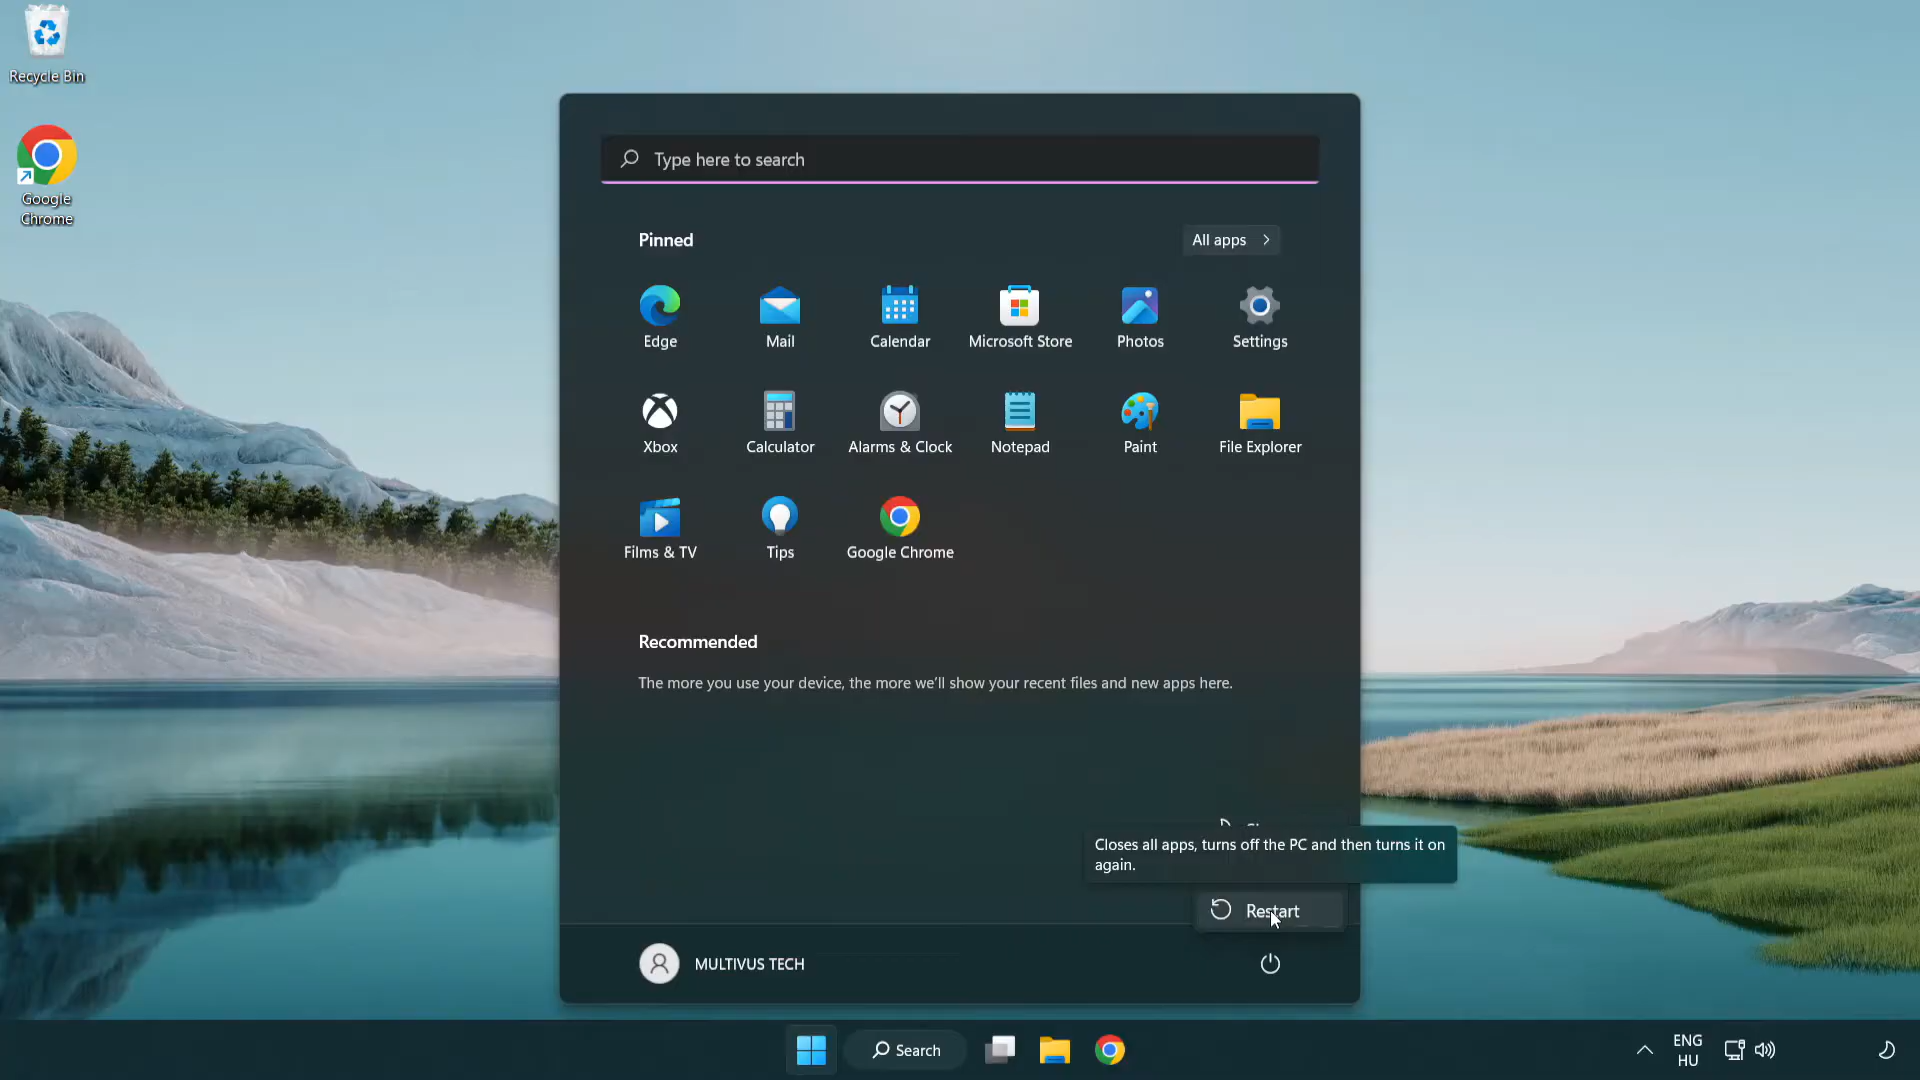 Recycle Bin
Google
Chrome
Type here to search
Pinned
All apps
Edge
Mail
Calendar
Microsoft Store
Photos
Settings
Xbox
Calculator
Alarms & Clock
Notepad
Paint
File Explorer
Films & TV
Tips
Google Chrome
Recommended
The more you use your device, the more we'll show your recent files and new apps here.
Closes all apps, turns off the PC and then turns it on
again.
Restart
MULTIVUS TECH
Search
ENG
HU